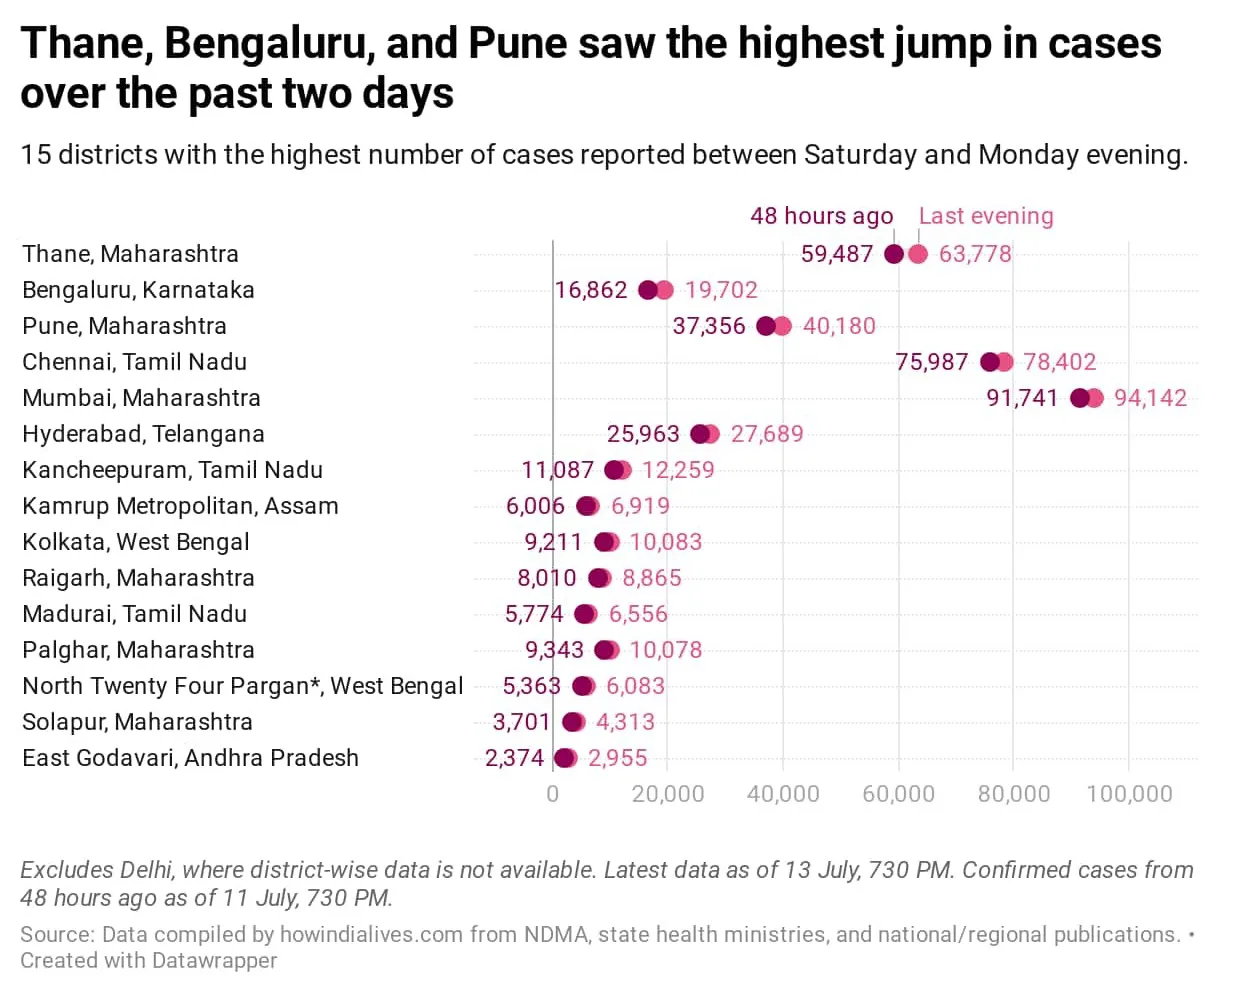 Thane, Bengaluru, and Pune saw the highest jump in cases
over the past two days
15 districts with the highest number of cases reported between Saturday and Monday evening.
48 hours ago Last evening
Thane, Maharashtra 59,487 63,778
Bengaluru, Karnataka 16,862 19,702
Pune, Maharashtra 37,356 40,180
Chennai, Tamil Nadu 75,987 78,402
Mumbai, Maharashtra 91,741 94,142
Hyderabad, Telangana 25,963 27,689
Kancheepuram, Tamil Nadu 11,087 12,259
Kamrup Metropolitan, Assam 6,006 6,919
Kolkata, West Bengal 9,211 10,083
Raigarh, Maharashtra 8,010 8,865
Madurai, Tamil Nadu 5,774 6,556
Palghar, Maharashtra 9,343 10,078
North Twenty Four Pargan*, West Bengal 5,363 6,083
Solapur, Maharashtra 3,701 4,313
East Godavari, Andhra Pradesh 2,374 2,955
0 20,000 40,000 60,000 80,000 100,000
Excludes Delhi, where district-wise data is not available. Latest data as of 13 July, 730 PM. Confirmed cases from
48 hours ago as of 11 July, 730 PM.
Source: Data compiled by howindialives.com from NDMA, state health ministries, and national/regional publications. •
Created with Datawrapper